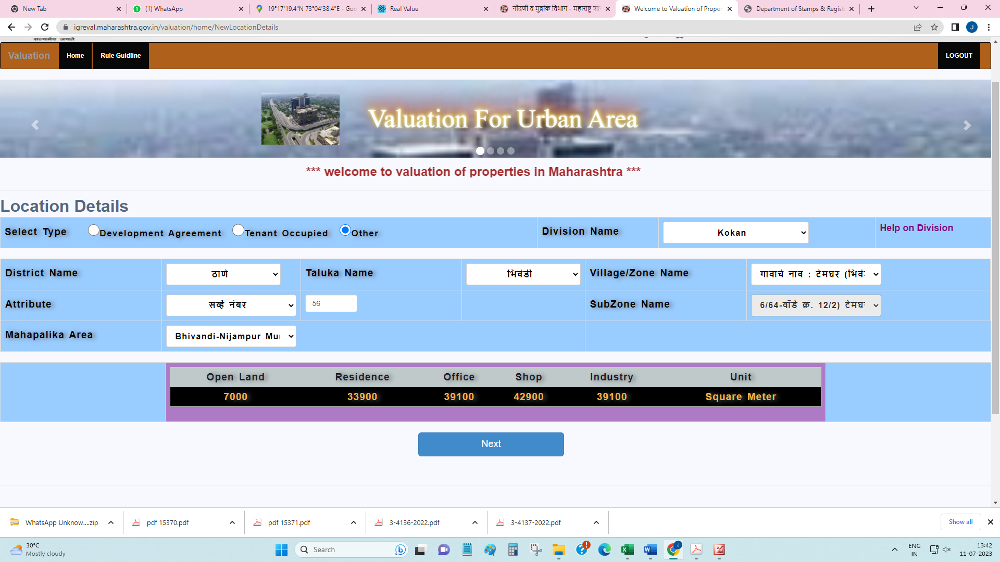 New Tab
(1) WhatsApp
19°17'19.4"N 73°04'38.4"E - Goo
Real Value
नोंदणी व मुद्रांक विभाग - महाराष्ट्र शा
Welcome to Valuation of Proper
Department of Stamps & Regist
igreval.maharashtra.gov.in/valuation/home/NewLocationDetails
J
सत्यमेव जयते
Valuation
Home
Rule Guidline
LOGOUT
Valuation For Urban Area
*** welcome to valuation of properties in Maharashtra ***
Location Details
Select Type Development Agreement Tenant Occupied Other Division Name Kokan Help on Division
District Name ठाणे Taluka Name भिवंडी Village/Zone Name गावाचे नाव : टेमघर (भिवं
Attribute सर्व्हे नंबर 56 SubZone Name 6/64-वॉर्ड क्र. 12/2) टेमघ
Mahapalika Area Bhivandi-Nijampur Mu
Open Land Residence Office Shop Industry Unit
7000 33900 39100 42900 39100 Square Meter
Next
WhatsApp Unknow....zip
pdf 15370.pdf
pdf 15371.pdf
3-4136-2022.pdf
3-4137-2022.pdf
Show all
30°C
Mostly cloudy
Search
ENG
IN
13:42
11-07-2023